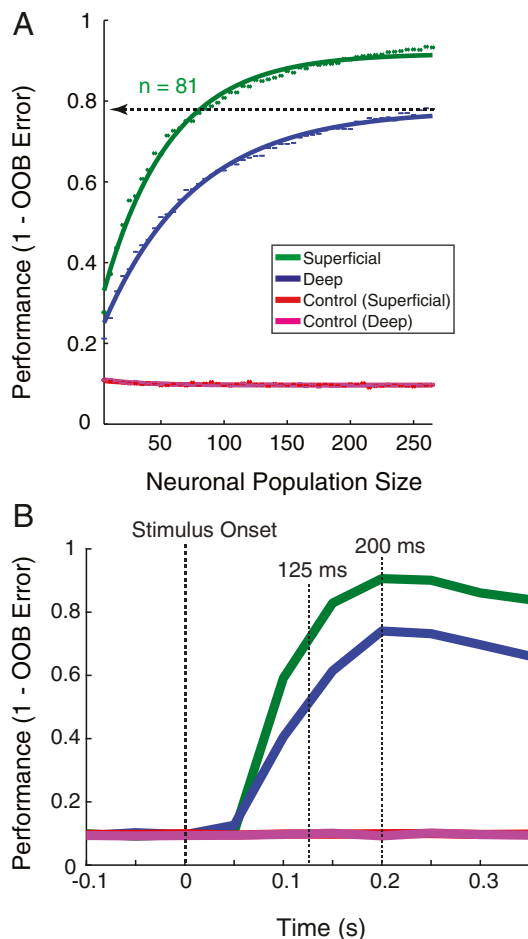 A
Performance (1 - OOB Error)
1
0.8
0.6
0.4
0.2
0
n = 81
Superficial
Deep
Control (Superficial)
Control (Deep)
50
100
150
200
250
Neuronal Population Size
B
Stimulus Onset
125 ms
200 ms
Performance (1 - OOB Error)
1
0.8
0.6
0.4
0.2
0
-0.1
0
0.1
0.2
0.3
Time (s)